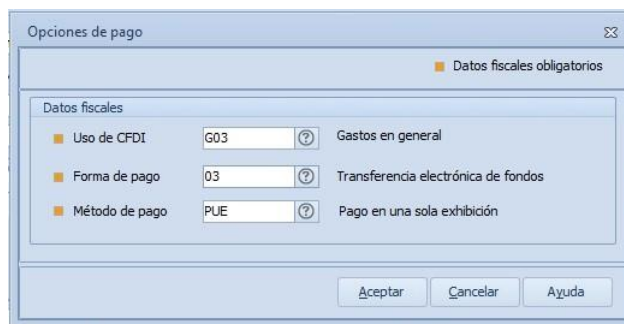 Opciones de pago
Datos fiscales obligatorios
Datos fiscales
Uso de CFDI G03 Gastos en general
Forma de pago 03 Transferencia electrónica de fondos
Método de pago PUE Pago en una sola exhibición
Aceptar Cancelar Ayuda